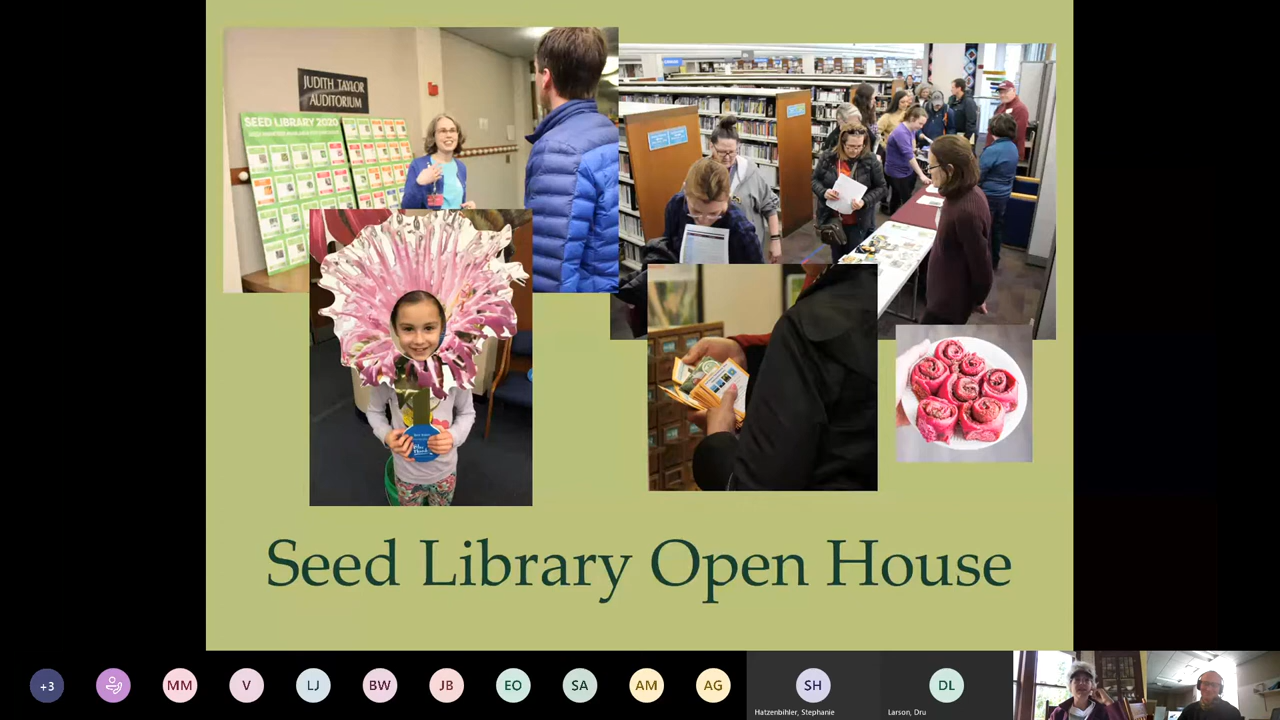 JUDITH TAYLOR
AUDITORIUM
SEED LIBRARY 2020
Seed Library Open House
+3
MM
V
LJ
BW
JB
EO
SA
AM
AG
SH
DL
Hatzenbihler, Stephanie
Larson, Dru